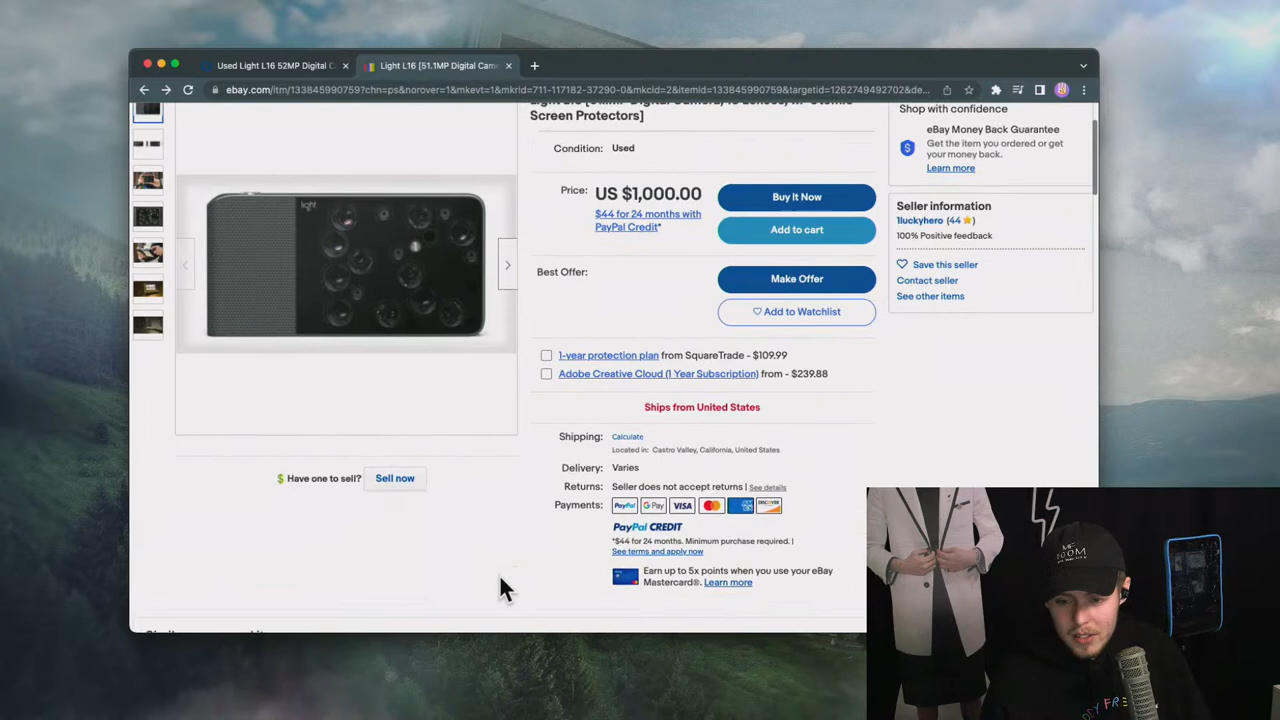 Used Light L16 52MP Digital C
Light L16 [51.1MP Digital Came
ebay.com/itm/133845990759?chn=ps&norover=1&mkevt=1&mkrid=711-117182-37290-0&mkcid=2&itemid=133845990759&targetid=1262749492702&de...
Screen Protectors]
Condition: Used
Price: US $1,000.00
$44 for 24 months with
PayPal Credit*
Buy It Now
Add to cart
Best Offer:
Make Offer
Add to Watchlist
1-year protection plan from SquareTrade - $109.99
Adobe Creative Cloud (1 Year Subscription) from - $239.88
Ships from United States
Shipping: Calculate
Located in: Castro Valley, California, United States
Delivery: Varies
Returns: Seller does not accept returns | See details
Payments: PayPal G Pay VISA DISCOVER
PayPal CREDIT
*$44 for 24 months. Minimum purchase required. |
See terms and apply now
Earn up to 5x points when you use your eBay
Mastercard®. Learn more
light
$ Have one to sell? Sell now
Shop with confidence
eBay Money Back Guarantee
Get the item you ordered or get
your money back.
Learn more
Seller information
1luckyhero (44)
100% Positive feedback
Save this seller
Contact seller
See other items